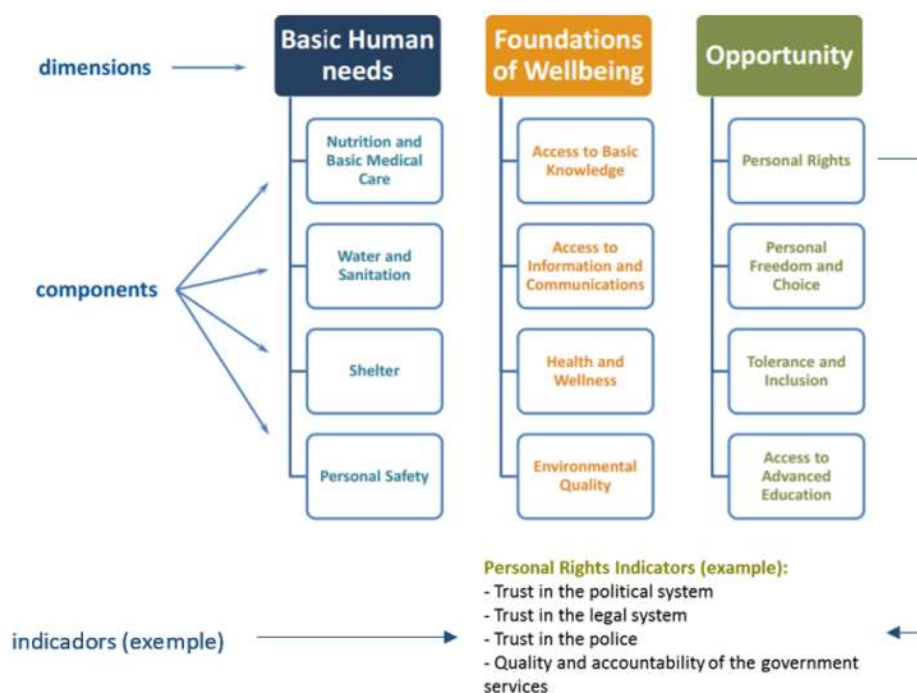 dimensions
Basic Human
needs
Foundations
of Wellbeing
Opportunity
components
Nutrition and
Basic Medical
Care
Water and
Sanitation
Shelter
Personal Safety
Access to Basic
Knowledge
Access to
Information and
Communications
Health and
Wellness
Environmental
Quality
Personal Rights
Personal
Freedom and
Choice
Tolerance and
Inclusion
Access to
Advanced
Education
indicadors (exemple)
Personal Rights Indicators (example):
- Trust in the political system
- Trust in the legal system
- Trust in the police
- Quality and accountability of the government
services